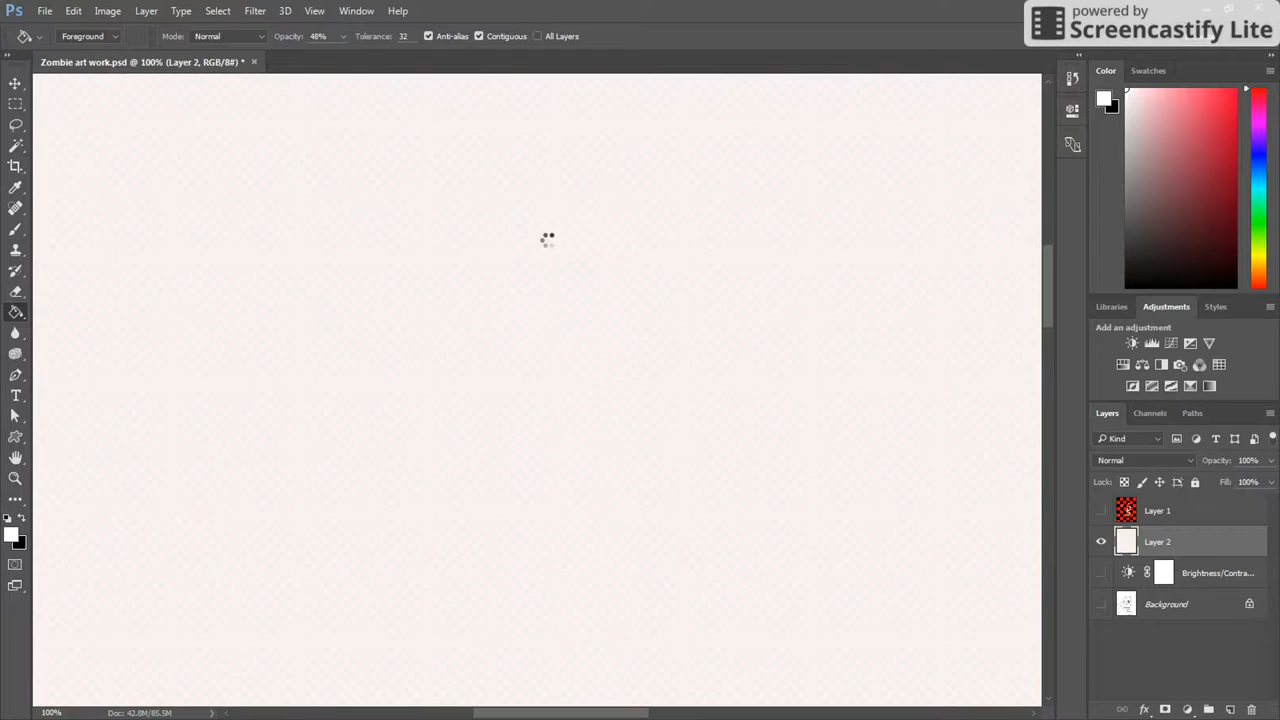 Ps File Edit Image Layer Type Select Filter 3D View Window Help
powered by
Screencastify Lite
Foreground Mode: Normal Opacity: 48% Tolerance: 32 Anti-alias Contiguous All Layers
Zombie art work.psd @ 100% (Layer 2, RGB/8#) *
Color Swatches
Libraries Adjustments Styles
Add an adjustment
Layers Channels Paths
Kind
Normal Opacity: 100%
Lock: Fill: 100%
Layer 1
Layer 2
Brightness/Contra...
Background
100% Doc: 42.8M/85.5M